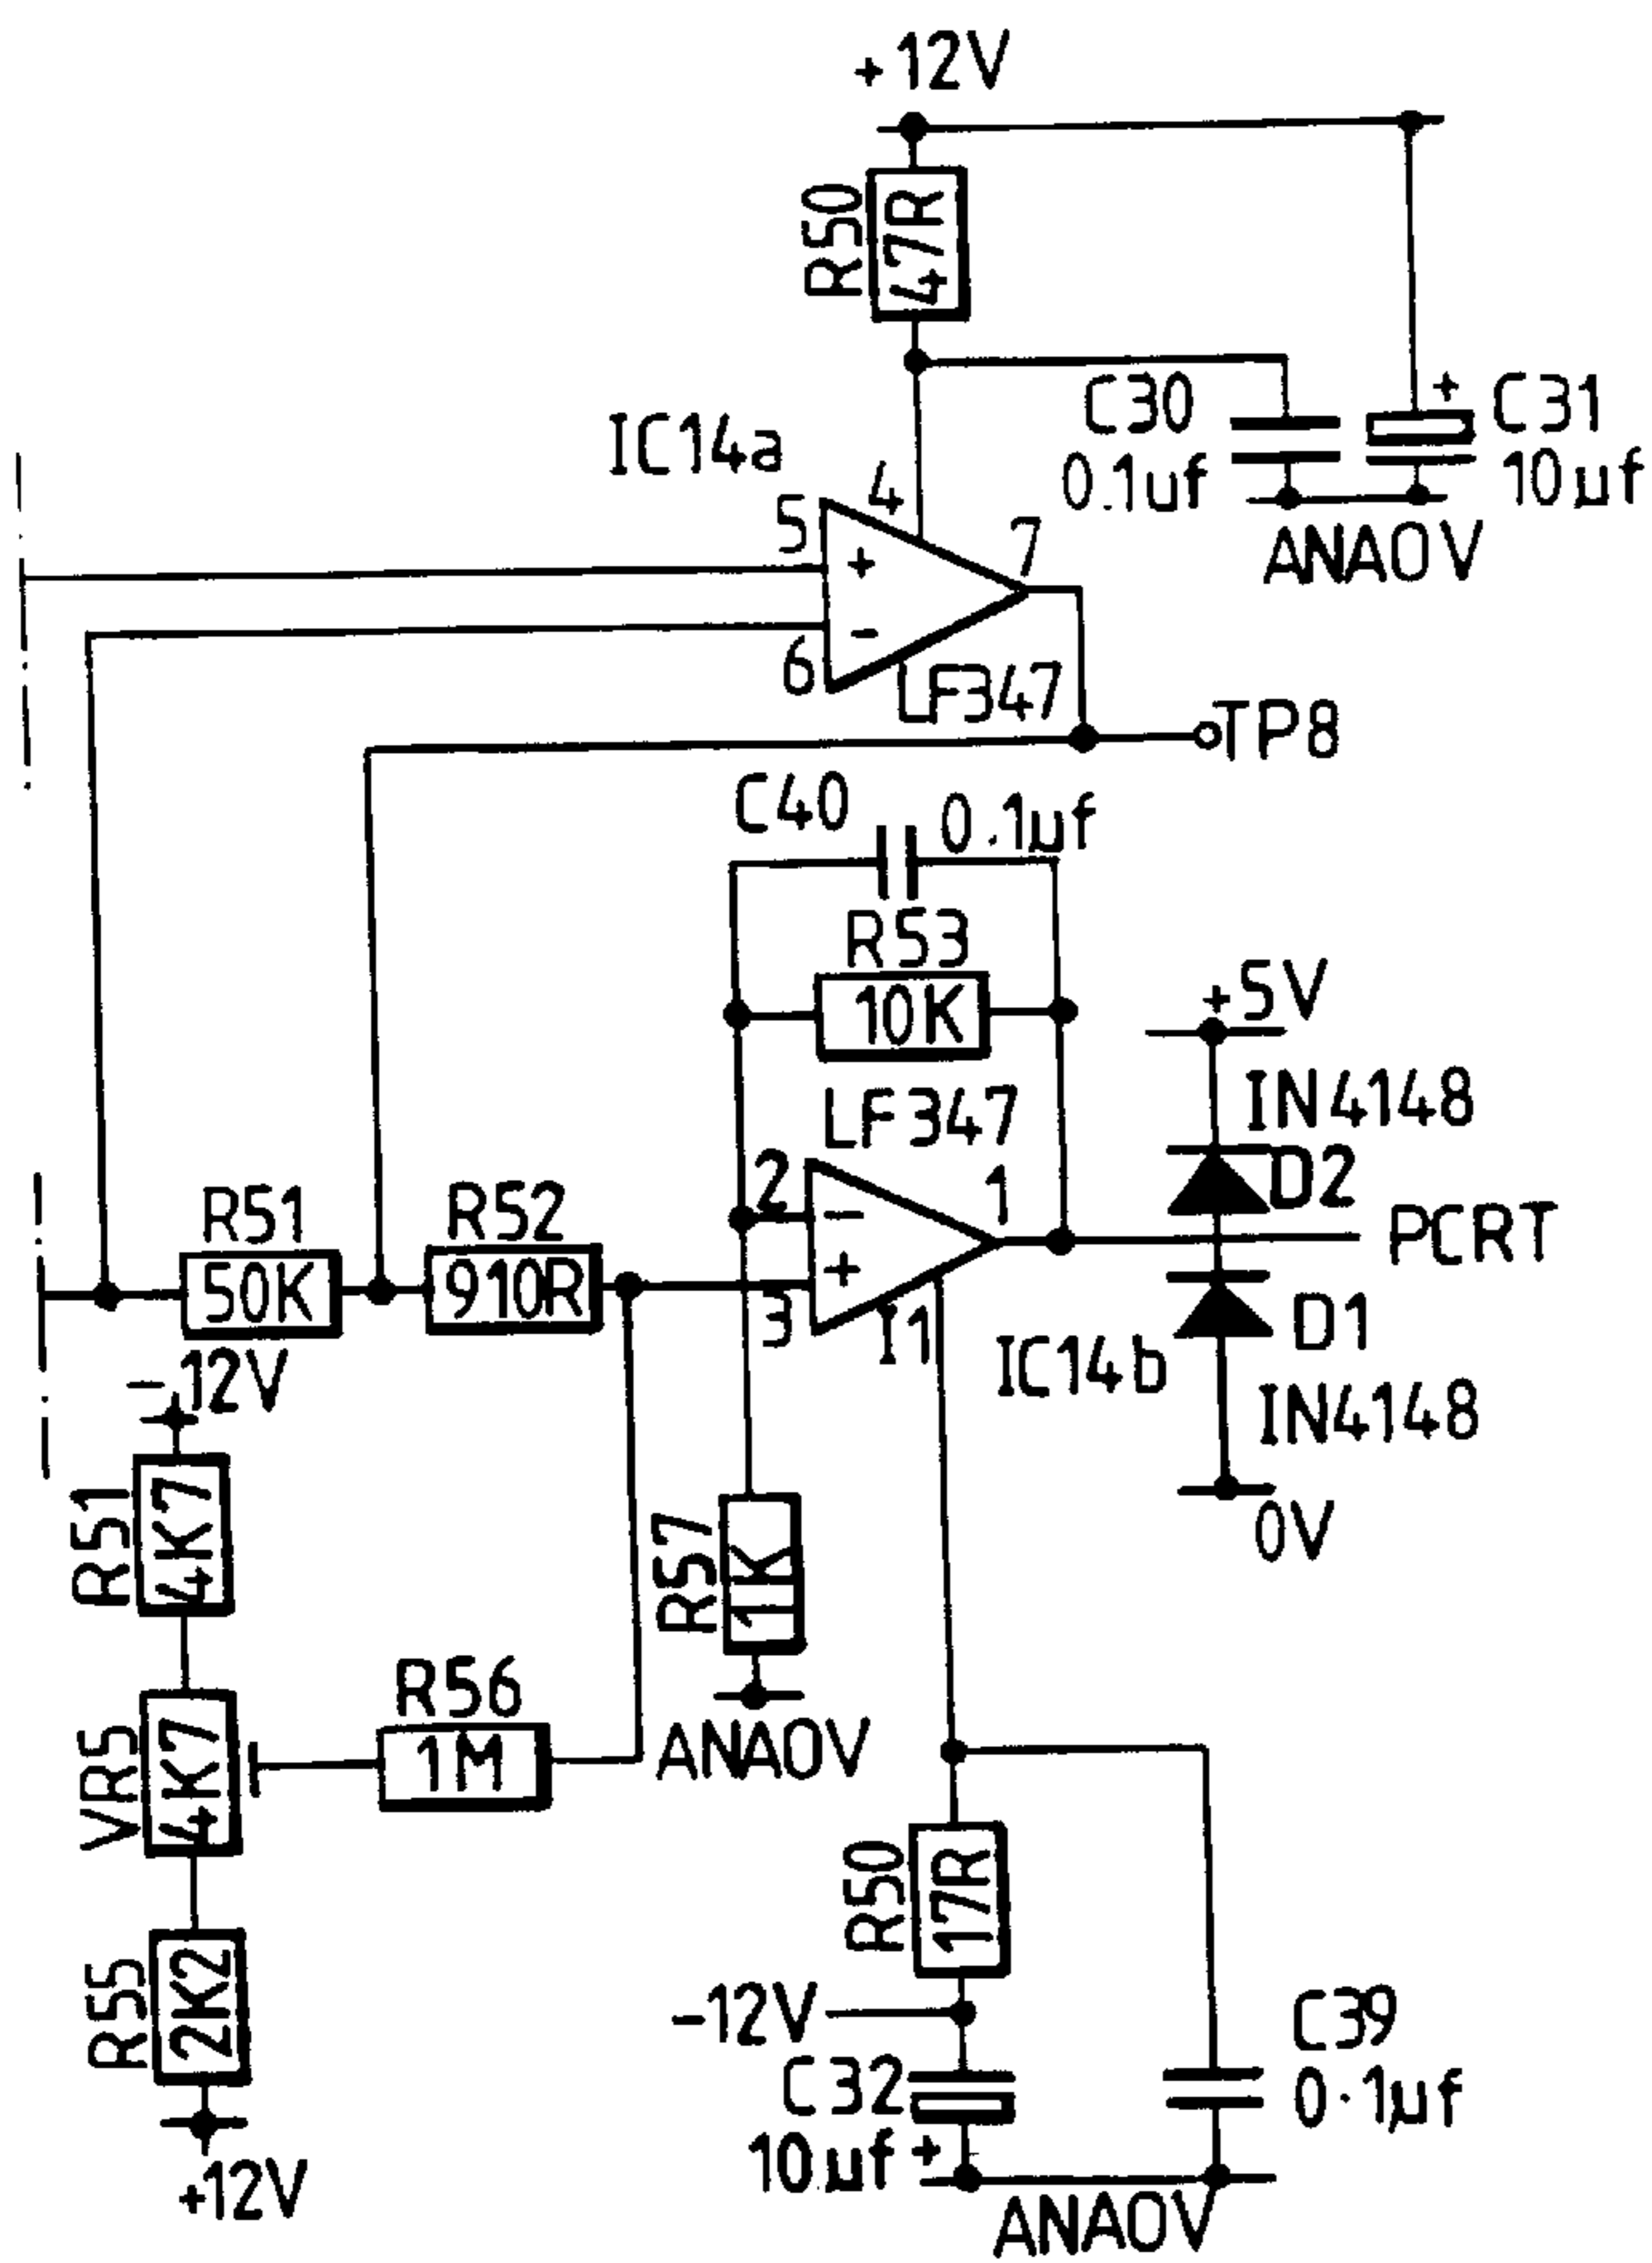 +12V
R50
47R
C30
0.1uf
+
C31
10µf
ANA0V
IC14a
4
5
+
7
6
-
LF347
TP8
C40
0.1µf
R53
10K
+5V
LF347
IN4148
D2
2
-
1
PCRT
R51
50K
R52
910R
+
3
11
IC14b
D1
IN4148
0V
-12V
R51
4K7
R57
1K
ANA0V
VR5
4K7
R56
1M
R50
17R
R55
2K2
-12V
C32
10µf
+
C39
0.1µf
+12V
ANA0V